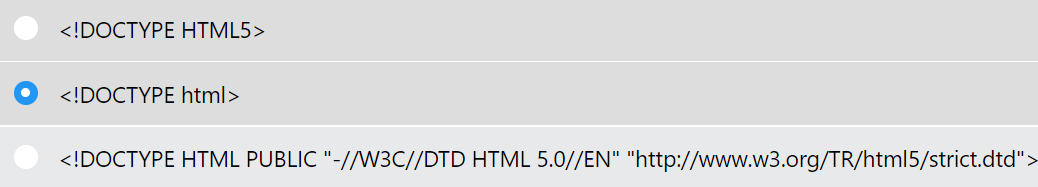 <!DOCTYPE HTML5>
<!DOCTYPE html>
<!DOCTYPE HTML PUBLIC "-//W3C//DTD HTML 5.0//EN" "http://www.w3.org/TR/html5/strict.dtd">